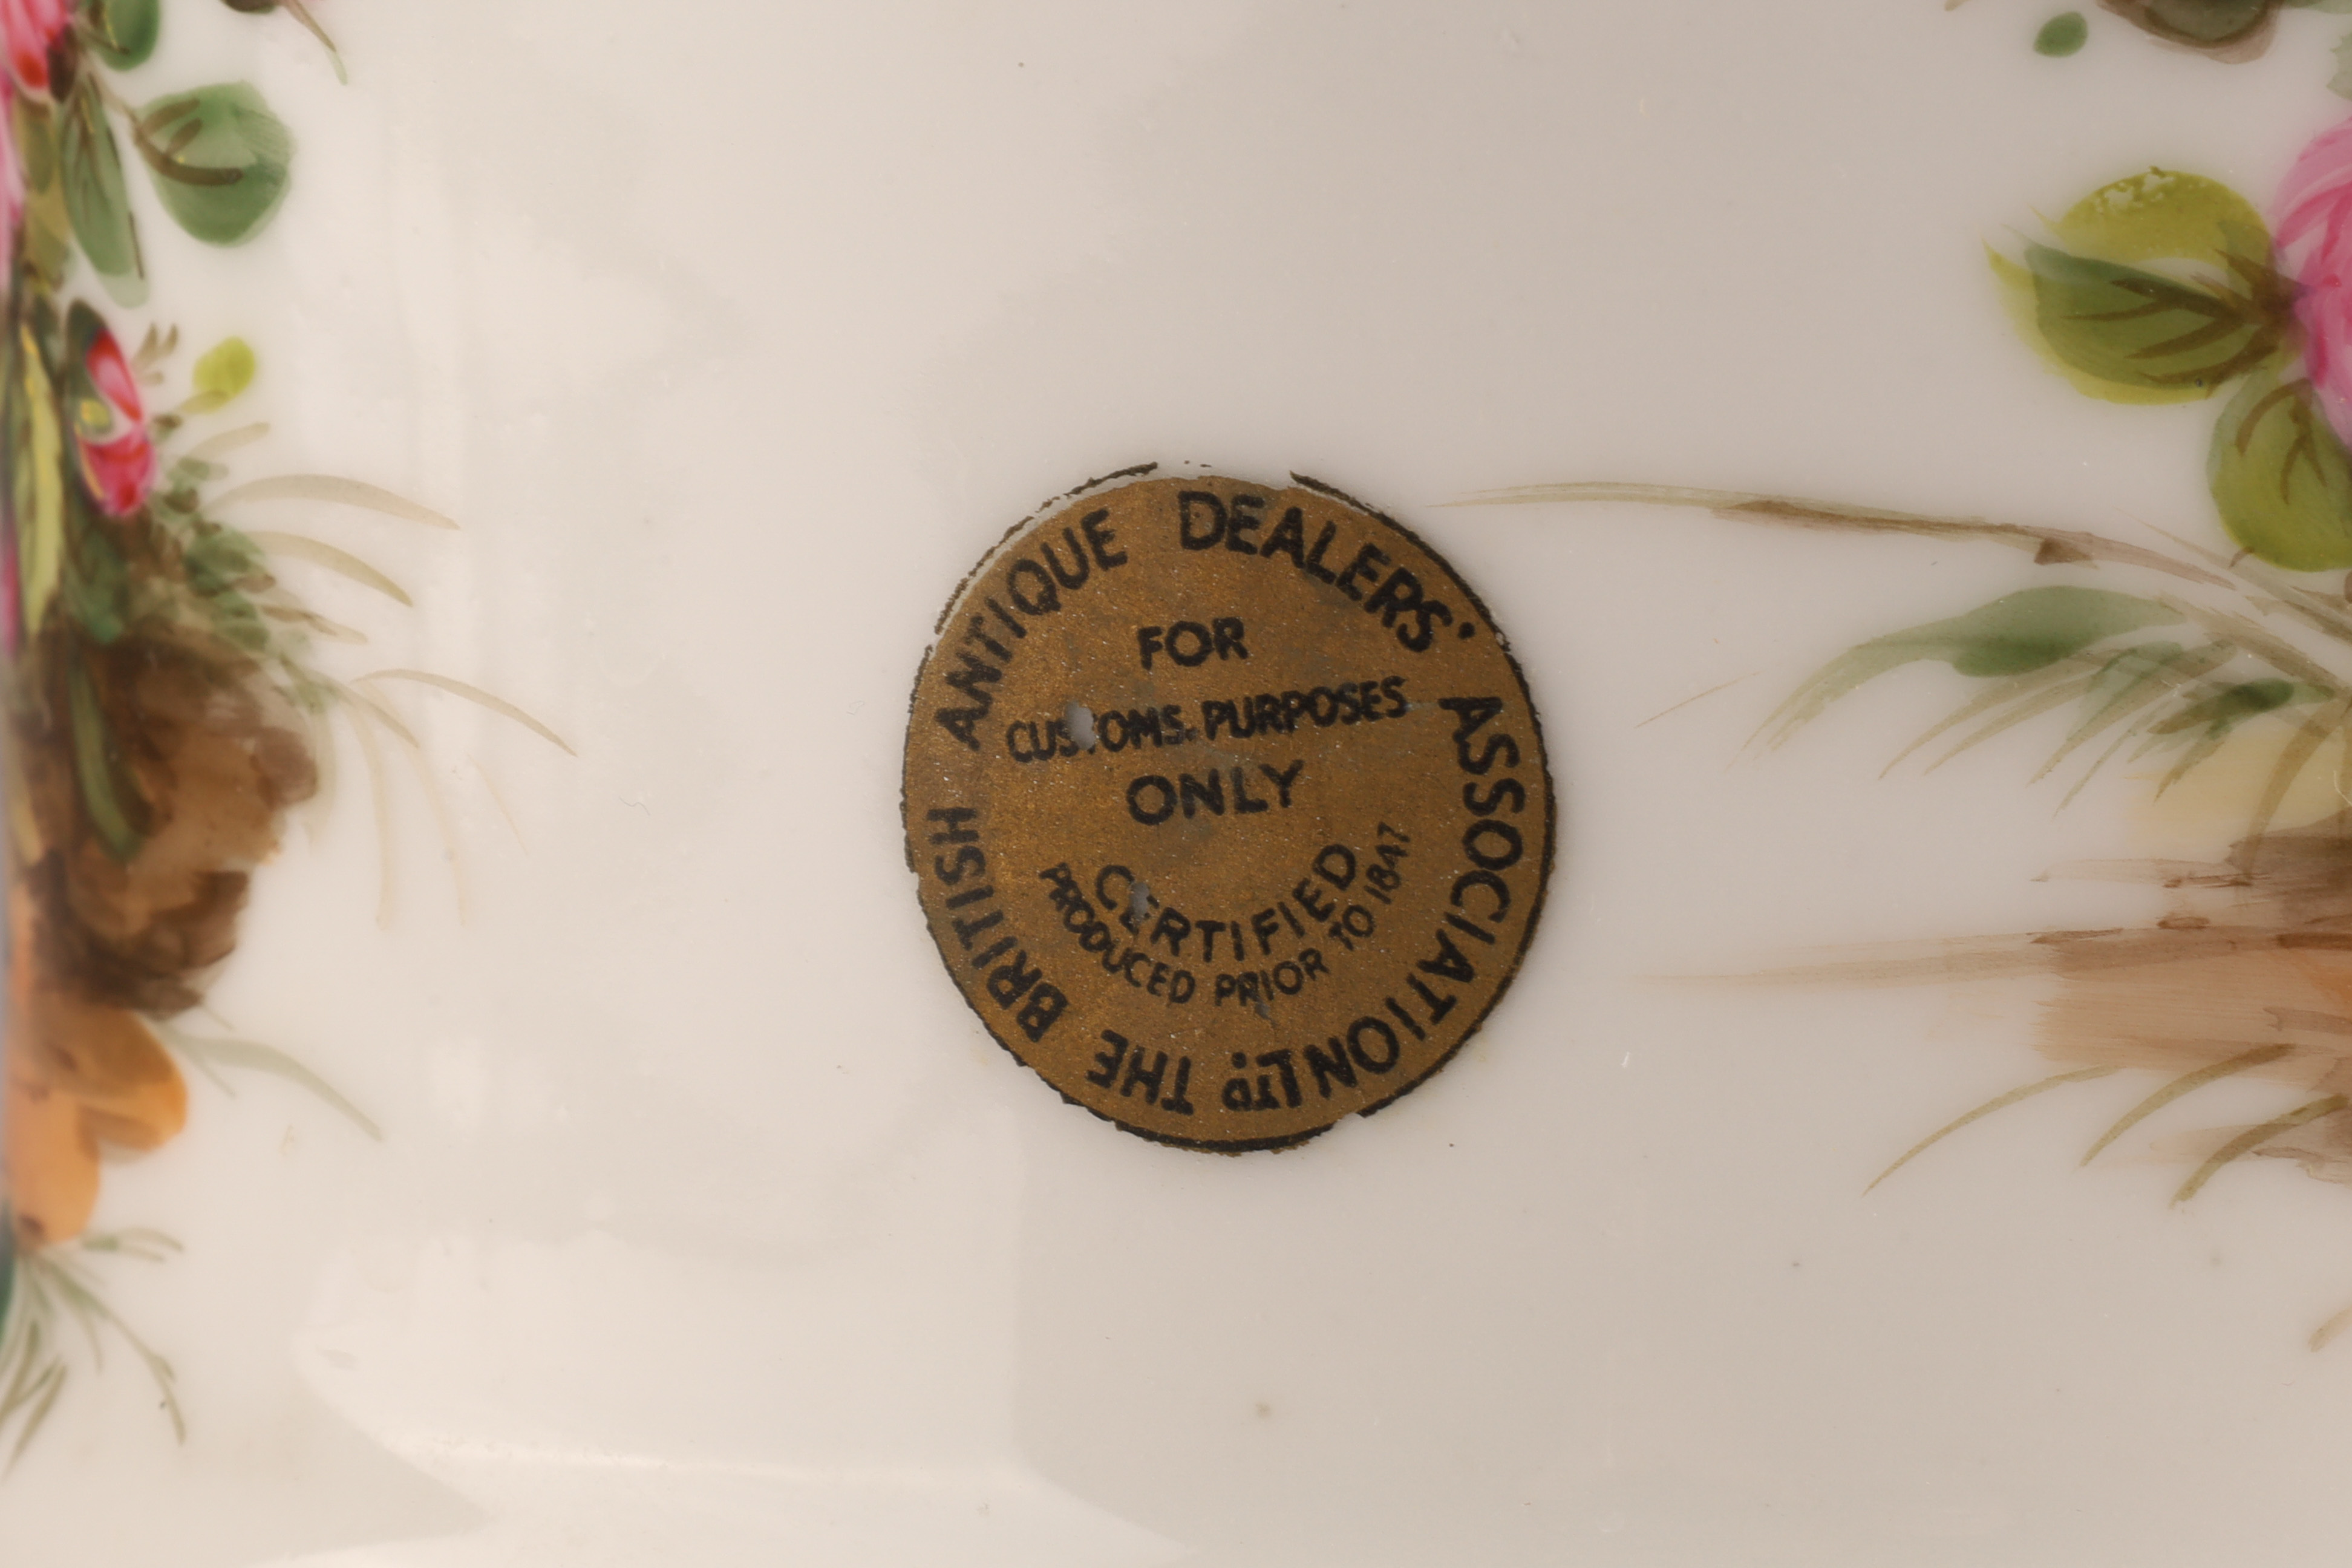 THE BRITISH ANTIQUE DEALERS' ASSOCIATION LTD.
FOR
CUSTOMS PURPOSES
ONLY
CERTIFIED
PRODUCED PRIOR TO 1847